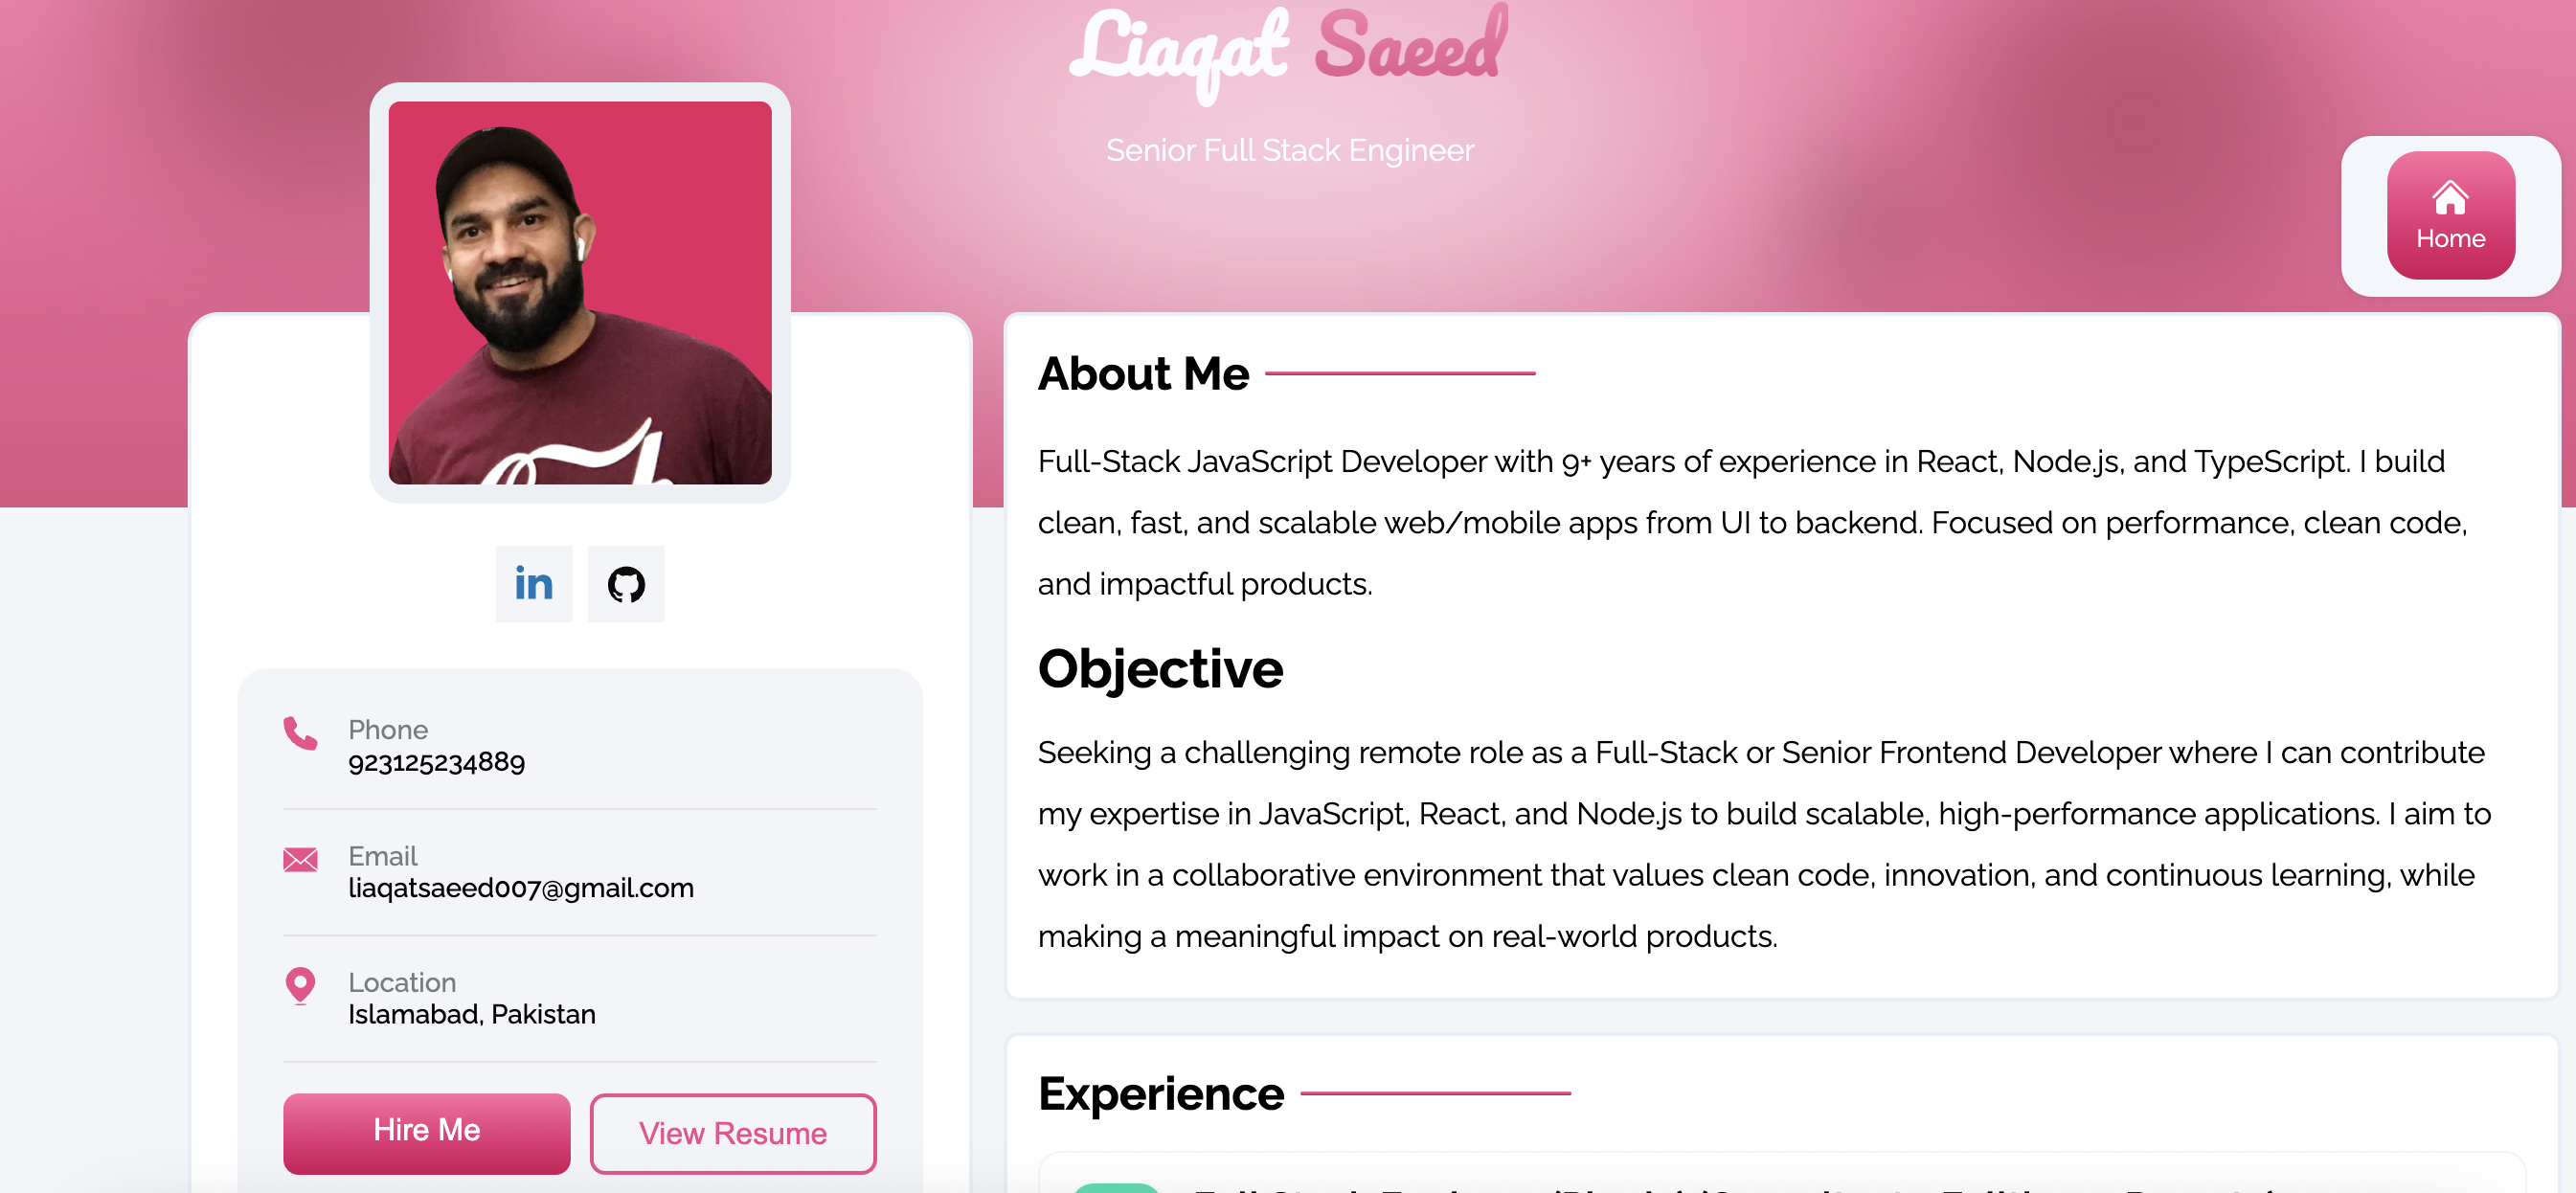 Liaqat Saeed
Senior Full Stack Engineer
Home
in
Phone
923125234889
Email
liaqatsaeed007@gmail.com
Location
Islamabad, Pakistan
Hire Me
View Resume
About Me
Full-Stack JavaScript Developer with 9+ years of experience in React, Node.js, and TypeScript. I build
clean, fast, and scalable web/mobile apps from UI to backend. Focused on performance, clean code,
and impactful products.
Objective
Seeking a challenging remote role as a Full-Stack or Senior Frontend Developer where I can contribute
my expertise in JavaScript, React, and Node.js to build scalable, high-performance applications. I aim to
work in a collaborative environment that values clean code, innovation, and continuous learning, while
making a meaningful impact on real-world products.
Experience